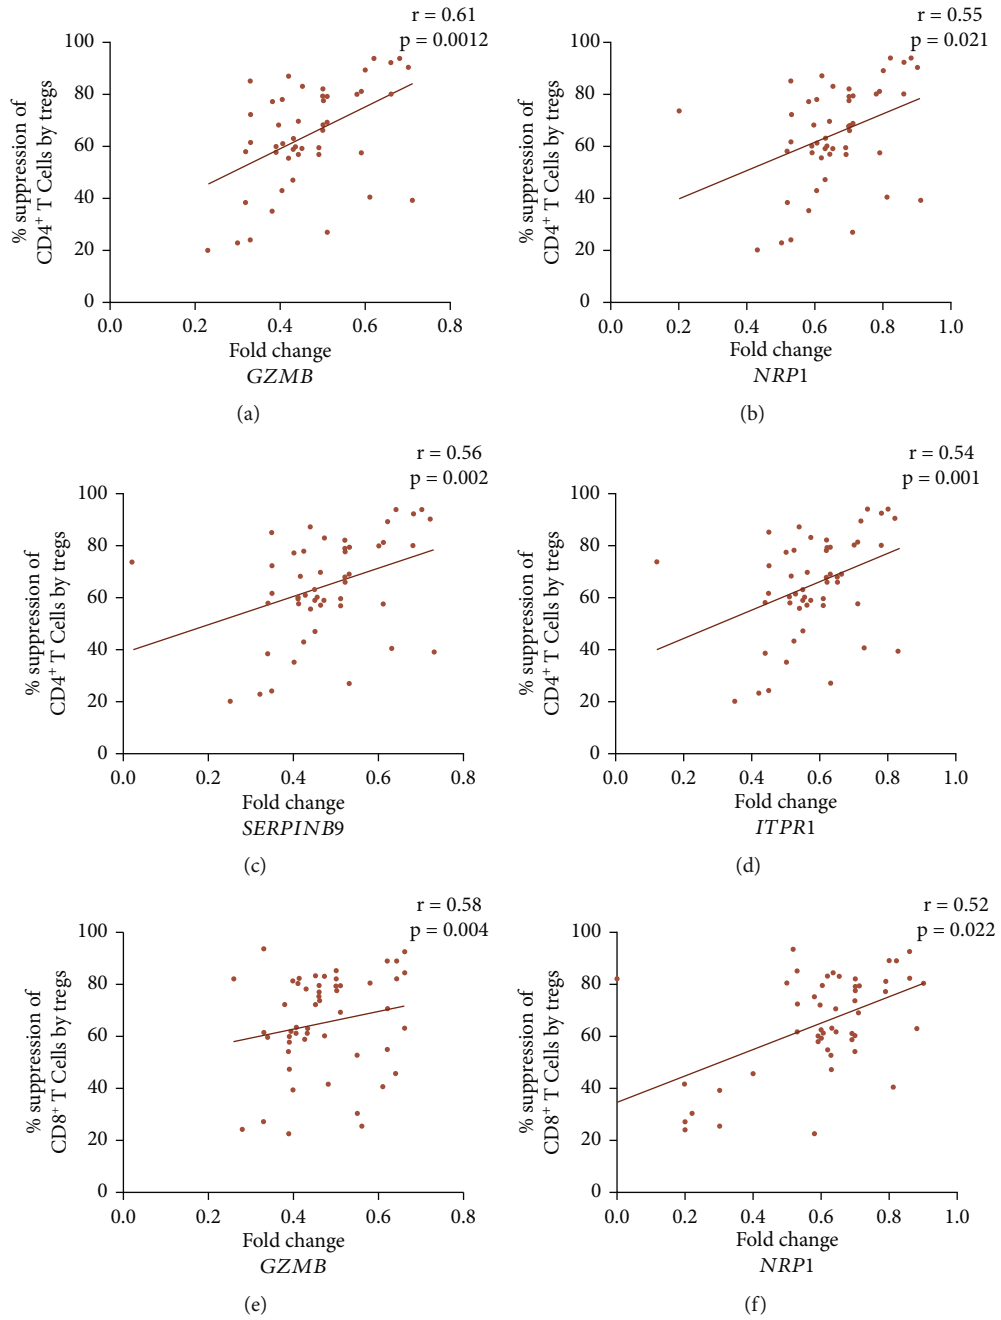 r = 0.61
p = 0.0012
100
80
60
40
20
0
% suppression of
CD4+ T Cells by tregs
0.0 0.2 0.4 0.6 0.8
Fold change
GZMB
(a)
r = 0.55
p = 0.021
100
80
60
40
20
0
% suppression of
CD4+ T Cells by tregs
0.0 0.2 0.4 0.6 0.8 1.0
Fold change
NRP1
(b)
r = 0.56
p = 0.002
100
80
60
40
20
0
% suppression of
CD4+ T Cells by tregs
0.0 0.2 0.4 0.6 0.8
Fold change
SERPINB9
(c)
r = 0.54
p = 0.001
100
80
60
40
20
0
% suppression of
CD4+ T Cells by tregs
0.0 0.2 0.4 0.6 0.8 1.0
Fold change
ITPR1
(d)
r = 0.58
p = 0.004
100
80
60
40
20
0
% suppression of
CD8+ T Cells by tregs
0.0 0.2 0.4 0.6 0.8
Fold change
GZMB
(e)
r = 0.52
p = 0.022
100
80
60
40
20
0
% suppression of
CD8+ T Cells by tregs
0.0 0.2 0.4 0.6 0.8 1.0
Fold change
NRP1
(f)